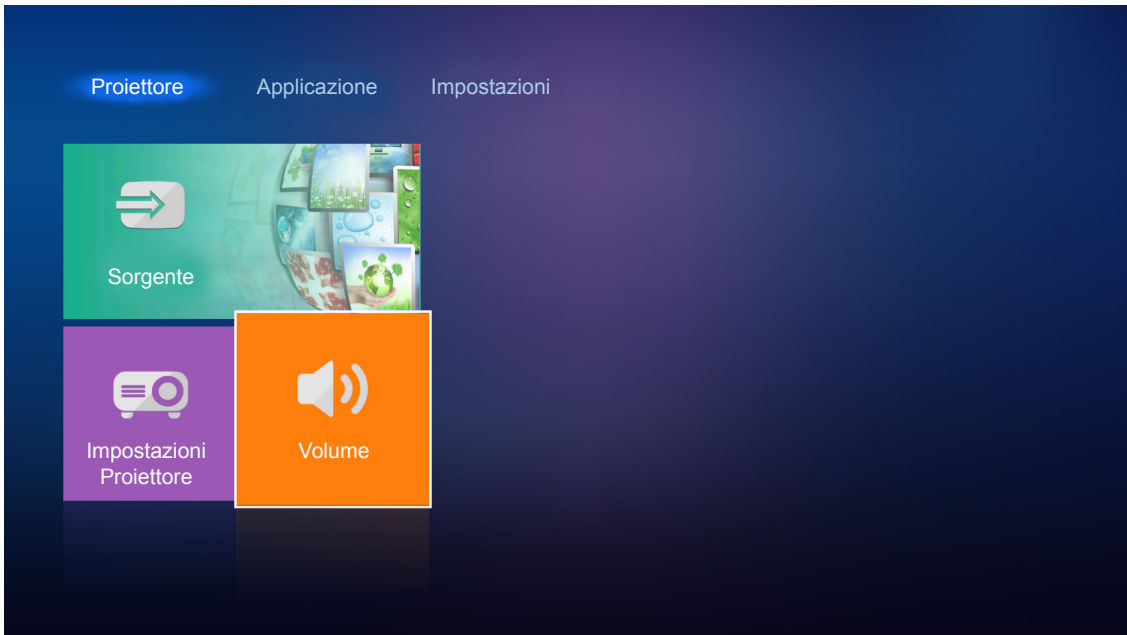 Proiettore Applicazione Impostazioni
Sorgente
Impostazioni
Proiettore
Volume